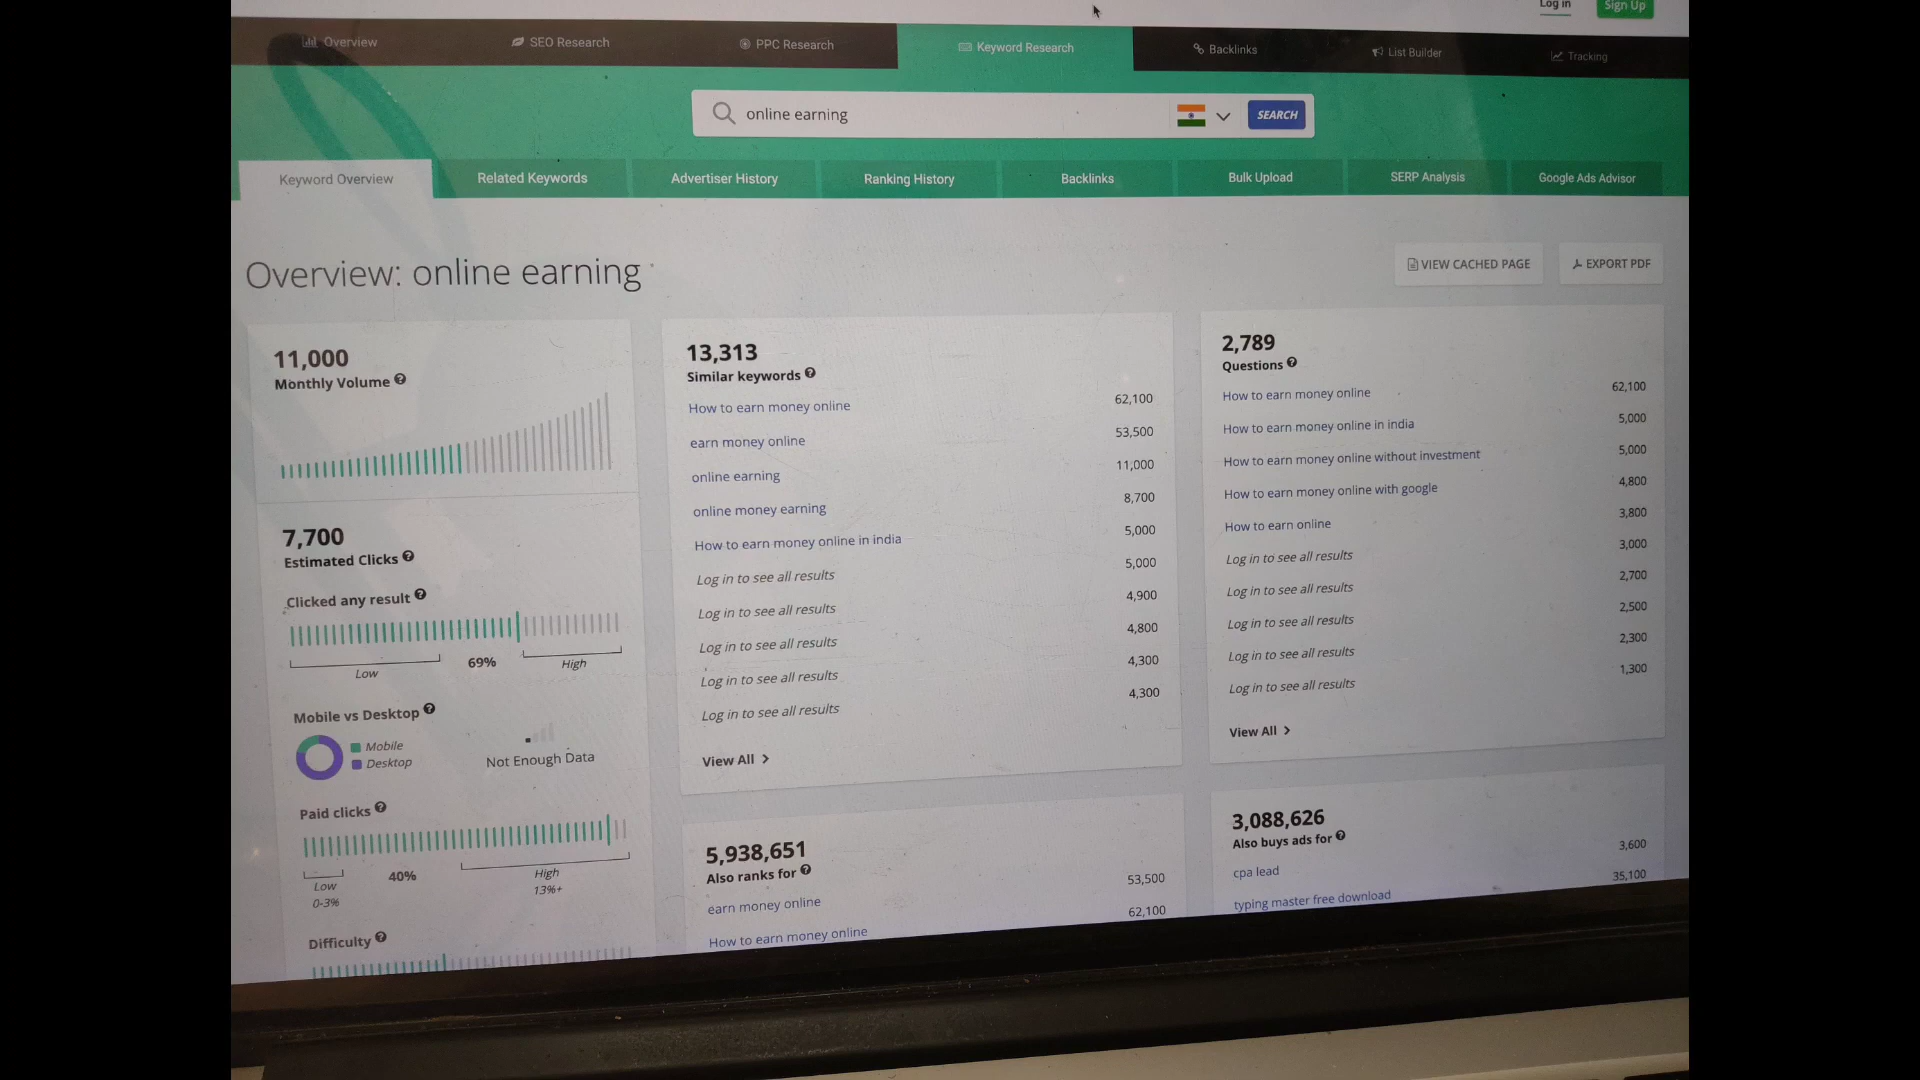 Log in
Sign Up
Overview
SEO Research
PPC Research
Keyword Research
Backlinks
List Builder
Tracking
online earning
SEARCH
Keyword Overview
Related Keywords
Advertiser History
Ranking History
Backlinks
Bulk Upload
SERP Analysis
Google Ads Advisor
Overview: online earning
VIEW CACHED PAGE
EXPORT PDF
11,000
Monthly Volume ?
7,700
Estimated Clicks ?
Clicked any result ?
Low
69%
High
Mobile vs Desktop ?
Mobile
Desktop
Not Enough Data
Paid clicks ?
Low
0-3%
40%
High
13%+
Difficulty ?
13,313
Similar keywords ?
How to earn money online 62,100
earn money online 53,500
online earning 11,000
online money earning 8,700
How to earn money online in india 5,000
Log in to see all results 5,000
Log in to see all results 4,900
Log in to see all results 4,800
Log in to see all results 4,300
Log in to see all results 4,300
View All >
2,789
Questions ?
How to earn money online 62,100
How to earn money online in india 5,000
How to earn money online without investment 5,000
How to earn money online with google 4,800
How to earn online 3,800
Log in to see all results 3,000
Log in to see all results 2,700
Log in to see all results 2,500
Log in to see all results 2,300
Log in to see all results 1,300
View All >
5,938,651
Also ranks for ?
earn money online 53,500
How to earn money online 62,100
3,088,626
Also buys ads for ?
cpa lead 3,600
typing master free download 35,100